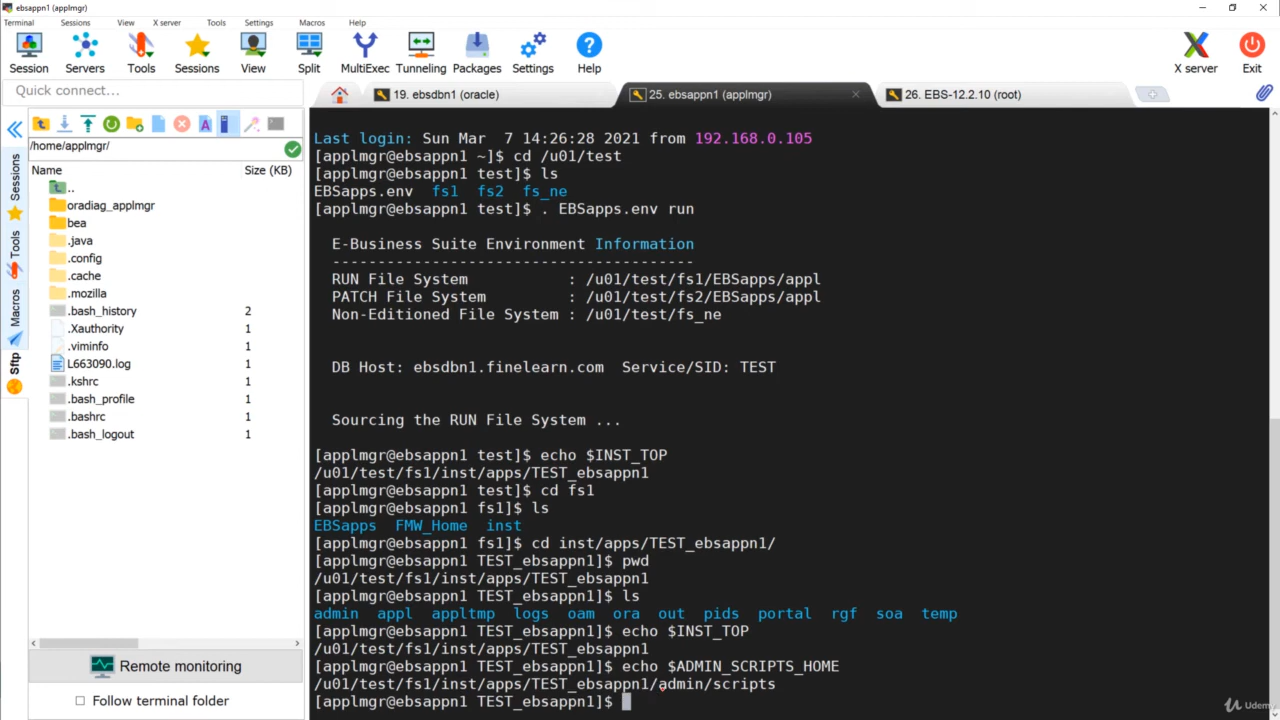 ebsappn1 (applmgr)
Terminal Sessions View X server Tools Settings Macros Help
Session Servers Tools Sessions View Split MultiExec Tunneling Packages Settings Help X server Exit
Quick connect...
19. ebsdbn1 (oracle)
25. ebsappn1 (applmgr)
26. EBS-12.2.10 (root)
Sessions
Tools
Macros
Sftp
/home/applmgr/
Name Size (KB)
..
oradiag_applmgr
bea
.java
.config
.cache
.mozilla
.bash_history 2
.Xauthority 1
.viminfo 1
L663090.log 1
.kshrc 1
.bash_profile 1
.bashrc 1
.bash_logout 1
Remote monitoring
Follow terminal folder
Last login: Sun Mar  7 14:26:28 2021 from 192.168.0.105
[applmgr@ebsappn1 ~]$ cd /u01/test
[applmgr@ebsappn1 test]$ ls
EBSapps.env  fs1  fs2  fs_ne
[applmgr@ebsappn1 test]$ . EBSapps.env run
E-Business Suite Environment Information
----------------------------------------
RUN File System           : /u01/test/fs1/EBSapps/appl
PATCH File System         : /u01/test/fs2/EBSapps/appl
Non-Editioned File System : /u01/test/fs_ne
DB Host: ebsdbn1.finelearn.com  Service/SID: TEST
Sourcing the RUN File System ...
[applmgr@ebsappn1 test]$ echo $INST_TOP
/u01/test/fs1/inst/apps/TEST_ebsappn1
[applmgr@ebsappn1 test]$ cd fs1
[applmgr@ebsappn1 fs1]$ ls
EBSapps  FMW_Home  inst
[applmgr@ebsappn1 fs1]$ cd inst/apps/TEST_ebsappn1/
[applmgr@ebsappn1 TEST_ebsappn1]$ pwd
/u01/test/fs1/inst/apps/TEST_ebsappn1
[applmgr@ebsappn1 TEST_ebsappn1]$ ls
admin  appl  appltmp  logs  oam  ora  out  pids  portal  rgf  soa  temp
[applmgr@ebsappn1 TEST_ebsappn1]$ echo $INST_TOP
/u01/test/fs1/inst/apps/TEST_ebsappn1
[applmgr@ebsappn1 TEST_ebsappn1]$ echo $ADMIN_SCRIPTS_HOME
/u01/test/fs1/inst/apps/TEST_ebsappn1/admin/scripts
[applmgr@ebsappn1 TEST_ebsappn1]$
Udemy